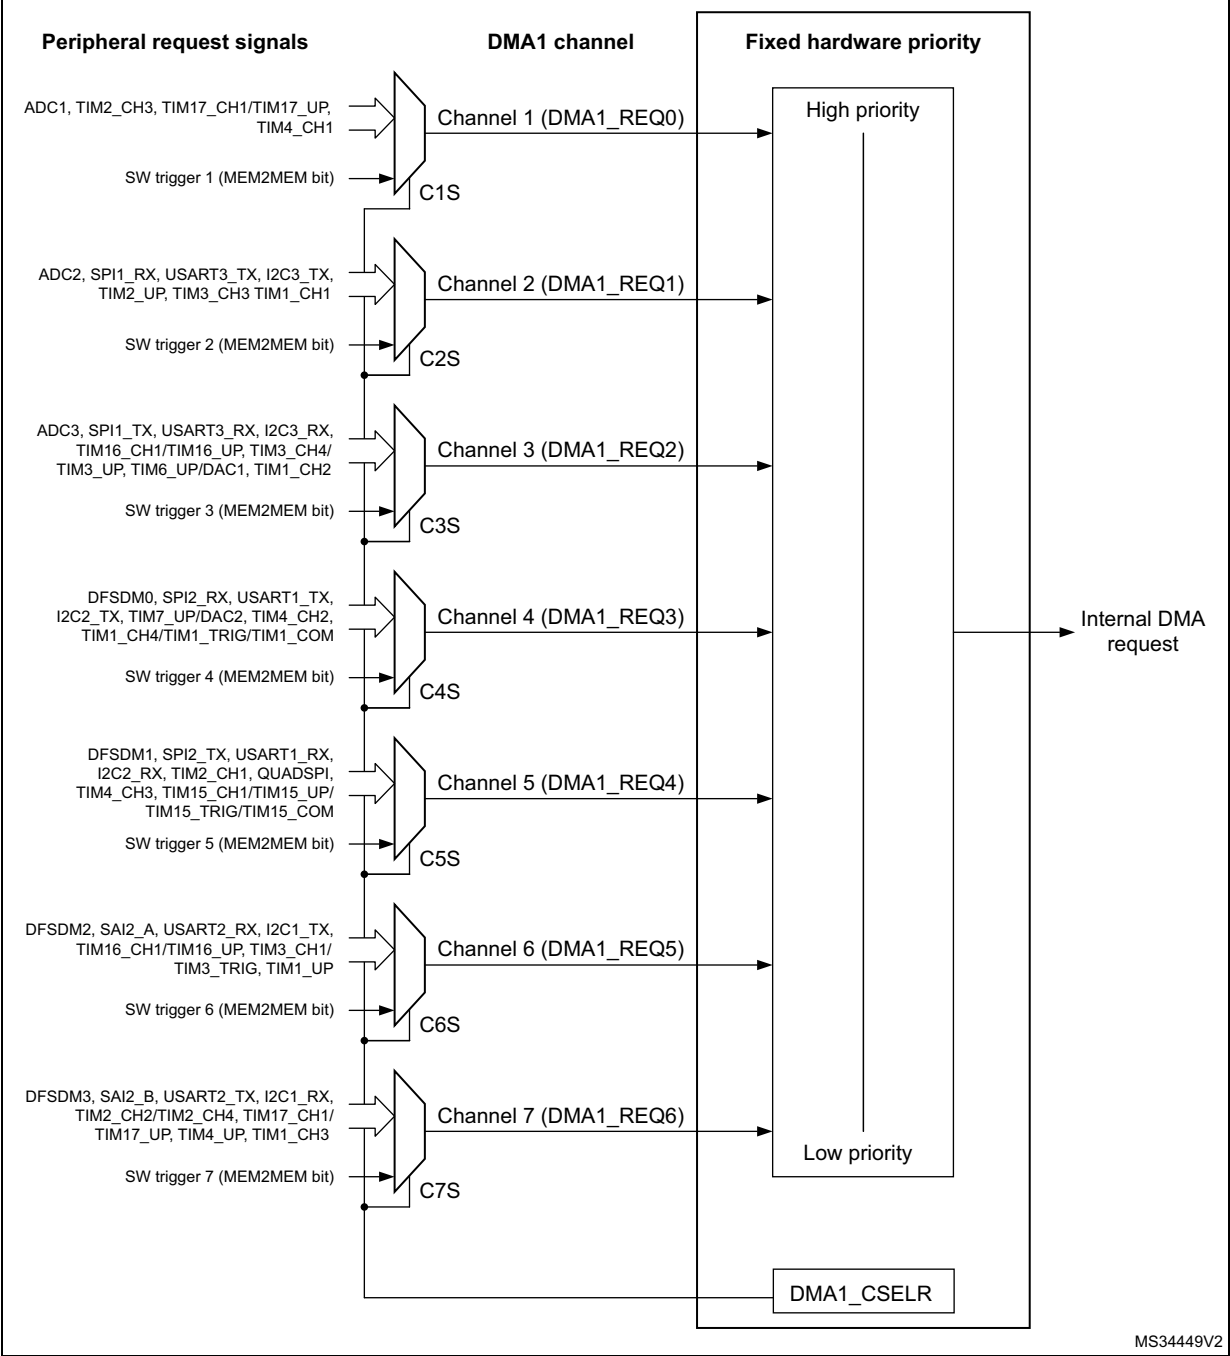 Peripheral request signals
DMA1 channel
Fixed hardware priority
High priority
ADC1, TIM2_CH3, TIM17_CH1/TIM17_UP,
TIM4_CH1
Channel 1 (DMA1_REQ0)
SW trigger 1 (MEM2MEM bit)
C1S
ADC2, SPI1_RX, USART3_TX, I2C3_TX,
TIM2_UP, TIM3_CH3 TIM1_CH1
Channel 2 (DMA1_REQ1)
SW trigger 2 (MEM2MEM bit)
C2S
ADC3, SPI1_TX, USART3_RX, I2C3_RX,
TIM16_CH1/TIM16_UP, TIM3_CH4/
TIM3_UP, TIM6_UP/DAC1, TIM1_CH2
Channel 3 (DMA1_REQ2)
SW trigger 3 (MEM2MEM bit)
C3S
DFSDM0, SPI2_RX, USART1_TX,
I2C2_TX, TIM7_UP/DAC2, TIM4_CH2,
TIM1_CH4/TIM1_TRIG/TIM1_COM
Channel 4 (DMA1_REQ3)
Internal DMA
request
SW trigger 4 (MEM2MEM bit)
C4S
DFSDM1, SPI2_TX, USART1_RX,
I2C2_RX, TIM2_CH1, QUADSPI,
TIM4_CH3, TIM15_CH1/TIM15_UP/
TIM15_TRIG/TIM15_COM
Channel 5 (DMA1_REQ4)
SW trigger 5 (MEM2MEM bit)
C5S
DFSDM2, SAI2_A, USART2_RX, I2C1_TX,
TIM16_CH1/TIM16_UP, TIM3_CH1/
TIM3_TRIG, TIM1_UP
Channel 6 (DMA1_REQ5)
SW trigger 6 (MEM2MEM bit)
C6S
DFSDM3, SAI2_B, USART2_TX, I2C1_RX,
TIM2_CH2/TIM2_CH4, TIM17_CH1/
TIM17_UP, TIM4_UP, TIM1_CH3
Channel 7 (DMA1_REQ6)
Low priority
SW trigger 7 (MEM2MEM bit)
C7S
DMA1_CSELR
MS34449V2